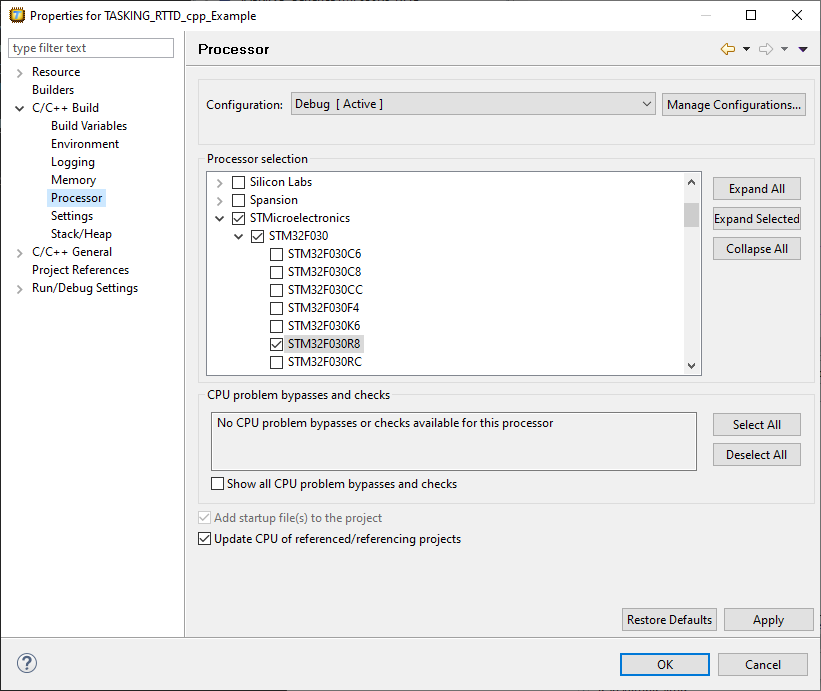 Properties for TASKING_RTTD_cpp_Example
type filter text
Resource
Builders
C/C++ Build
Build Variables
Environment
Logging
Memory
Processor
Settings
Stack/Heap
C/C++ General
Project References
Run/Debug Settings
Processor
Configuration: Debug [ Active ] Manage Configurations...
Processor selection
Silicon Labs
Spansion
STMicroelectronics
STM32F030
STM32F030C6
STM32F030C8
STM32F030CC
STM32F030F4
STM32F030K6
STM32F030R8
STM32F030RC
Expand All
Expand Selected
Collapse All
CPU problem bypasses and checks
No CPU problem bypasses or checks available for this processor
Select All
Deselect All
Show all CPU problem bypasses and checks
Add startup file(s) to the project
Update CPU of referenced/referencing projects
Restore Defaults Apply
? OK Cancel